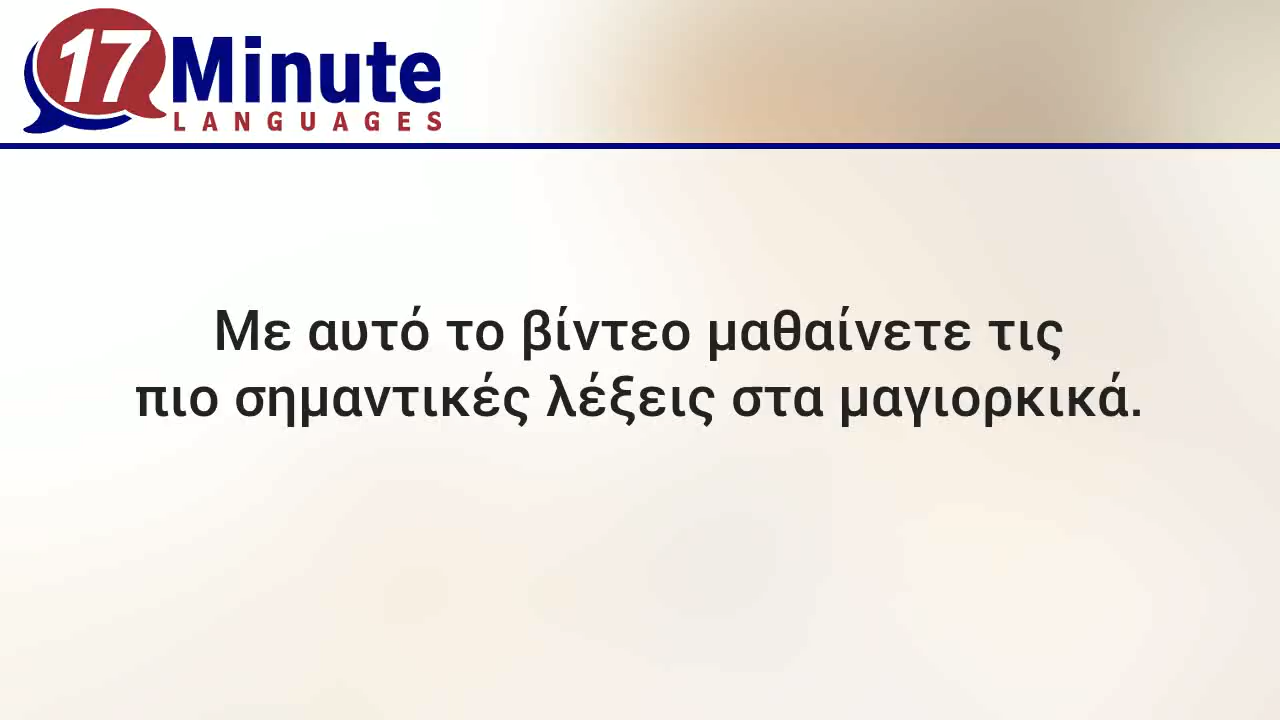 17 Minute
LANGUAGES
Με αυτό το βίντεο μαθαίνετε τις
πιο σημαντικές λέξεις στα μαγιορκικά.